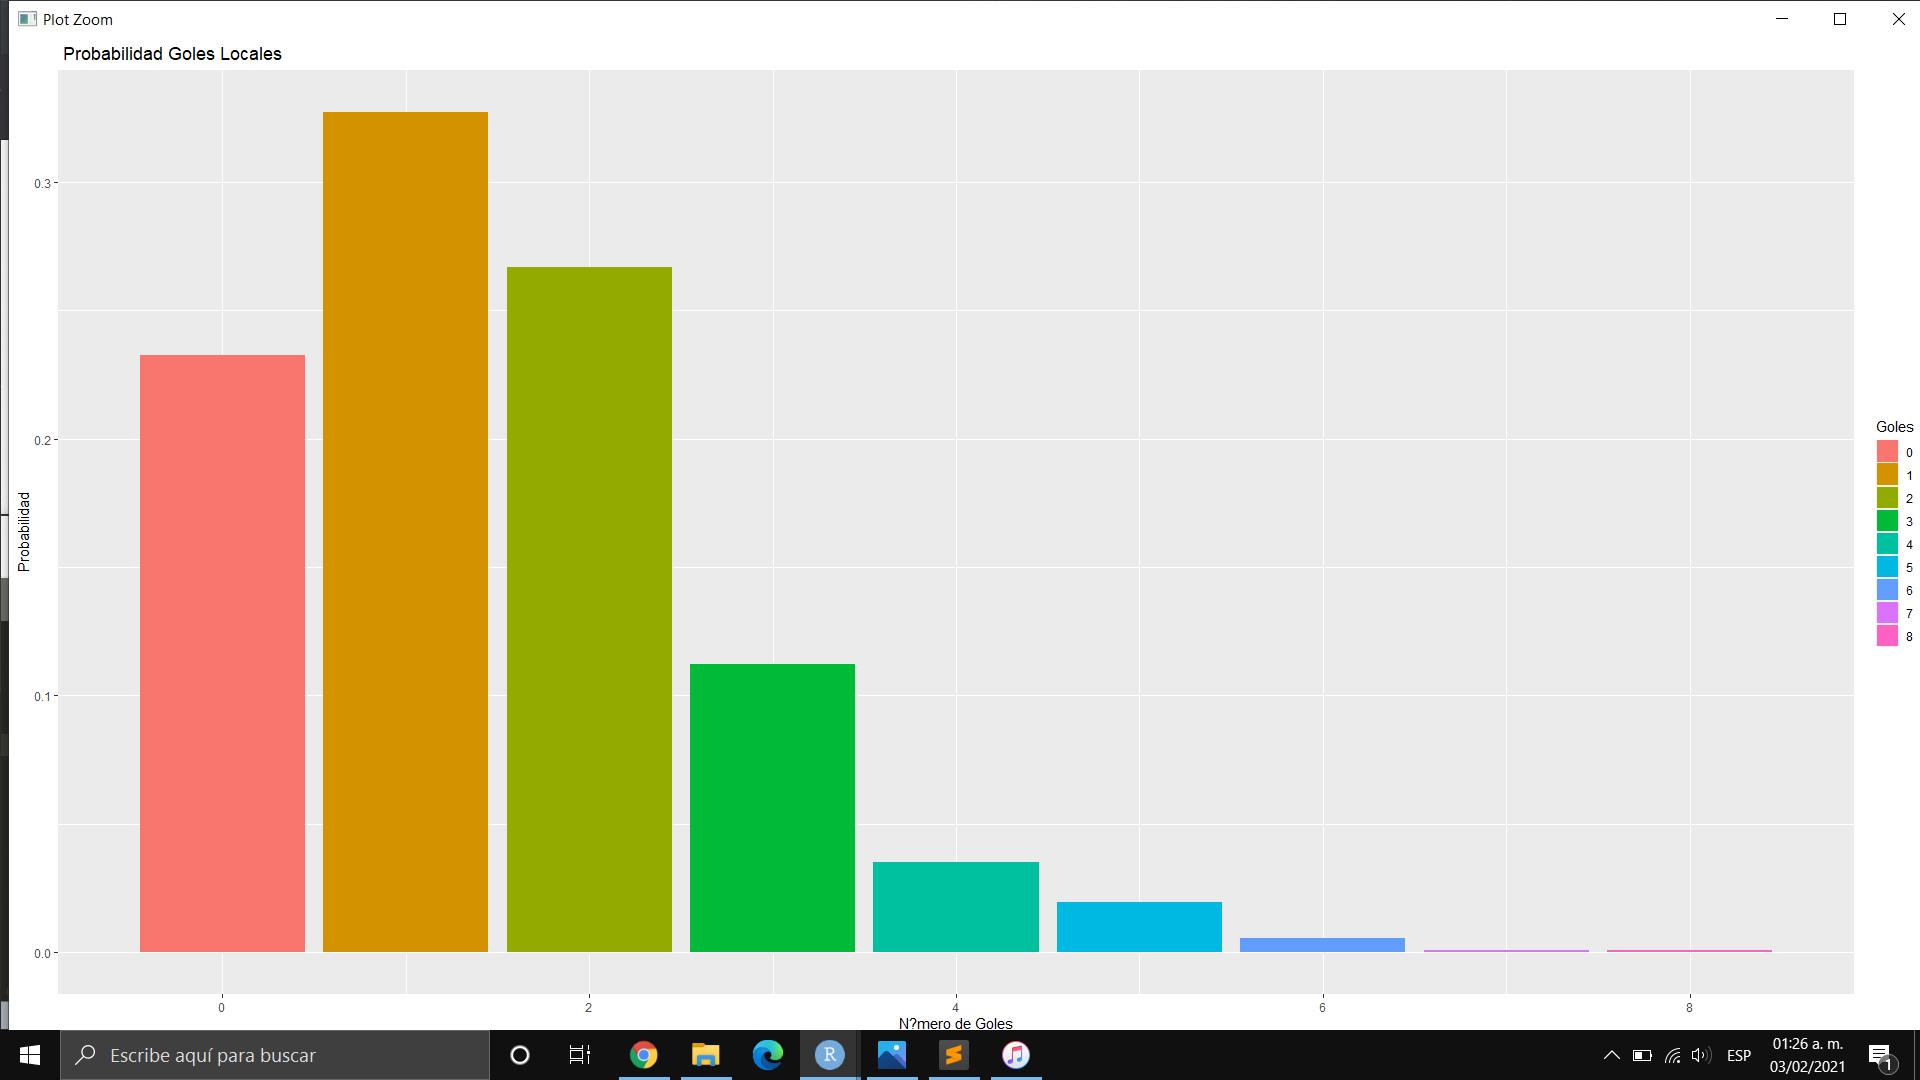 Plot Zoom
Probabilidad Goles Locales
0.3
0.2
0.1
0.0
Probabilidad
0 2 4 6 8
N?mero de Goles
Goles
0
1
2
3
4
5
6
7
8
Escribe aquí para buscar
R
ESP
01:26 a. m.
03/02/2021
1